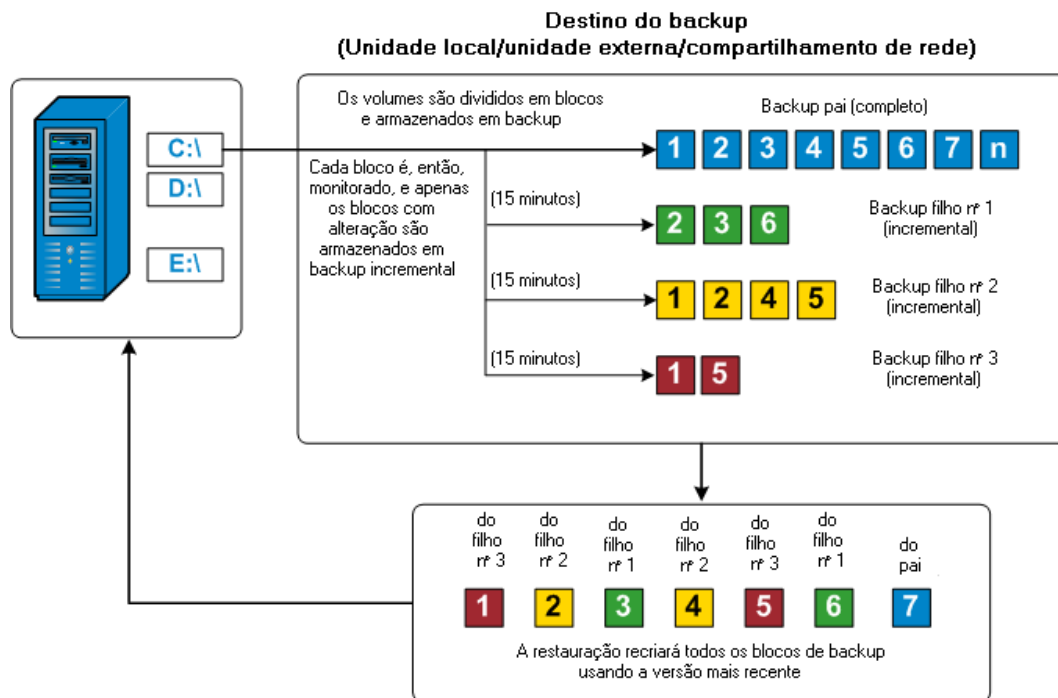 Destino do backup
(Unidade local/unidade externa/compartilhamento de rede)
C:\
D:\
E:\
Os volumes são divididos em blocos
e armazenados em backup
Backup pai (completo)
1 2 3 4 5 6 7 n
Cada bloco é, então,
monitorado, e apenas
os blocos com
alteração são
armazenados em
backup incremental
(15 minutos)
2 3 6
Backup filho nº 1
(incremental)
(15 minutos)
1 2 4 5
Backup filho nº 2
(incremental)
(15 minutos)
1 5
Backup filho nº 3
(incremental)
do
filho
nº 3
do
filho
nº 2
do
filho
nº 1
do
filho
nº 2
do
filho
nº 3
do
filho
nº 1
do
pai
1 2 3 4 5 6 7
A restauração recriará todos os blocos de backup
usando a versão mais recente